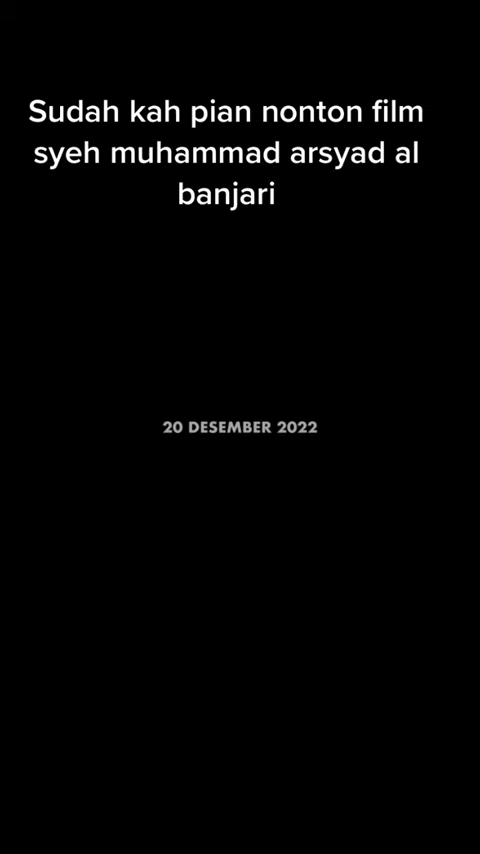 Sudah kah pian nonton film
syeh muhammad arsyad al
banjari
20 DESEMBER 2022